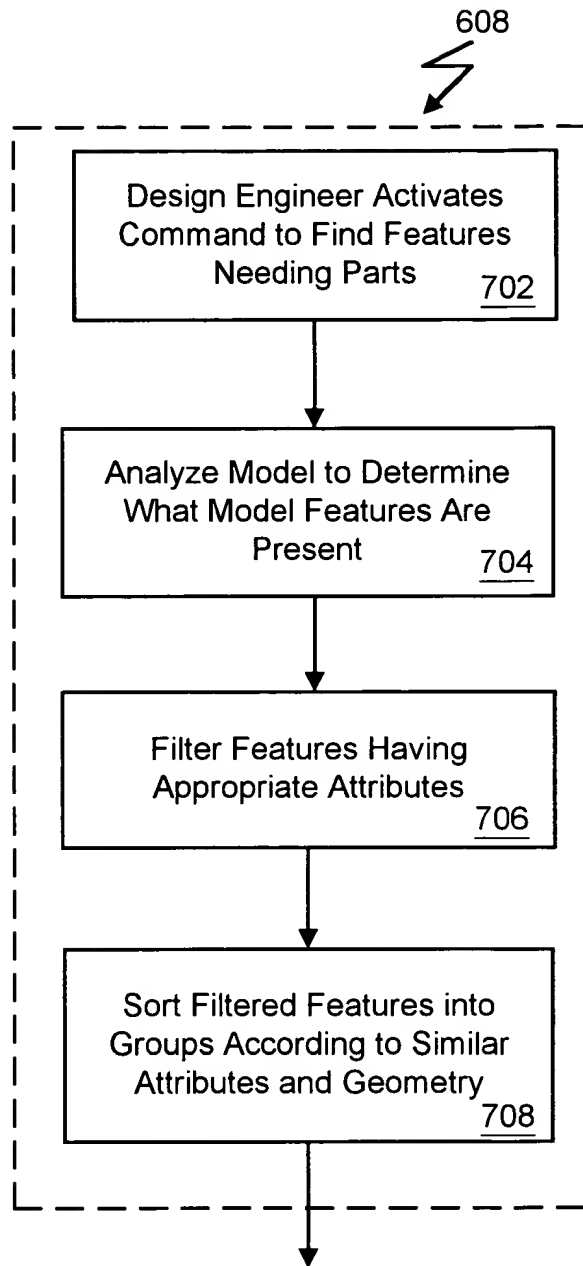 608
Design Engineer Activates
Command to Find Features
Needing Parts
702
Analyze Model to Determine
What Model Features Are
Present
704
Filter Features Having
Appropriate Attributes
706
Sort Filtered Features into
Groups According to Similar
Attributes and Geometry
708